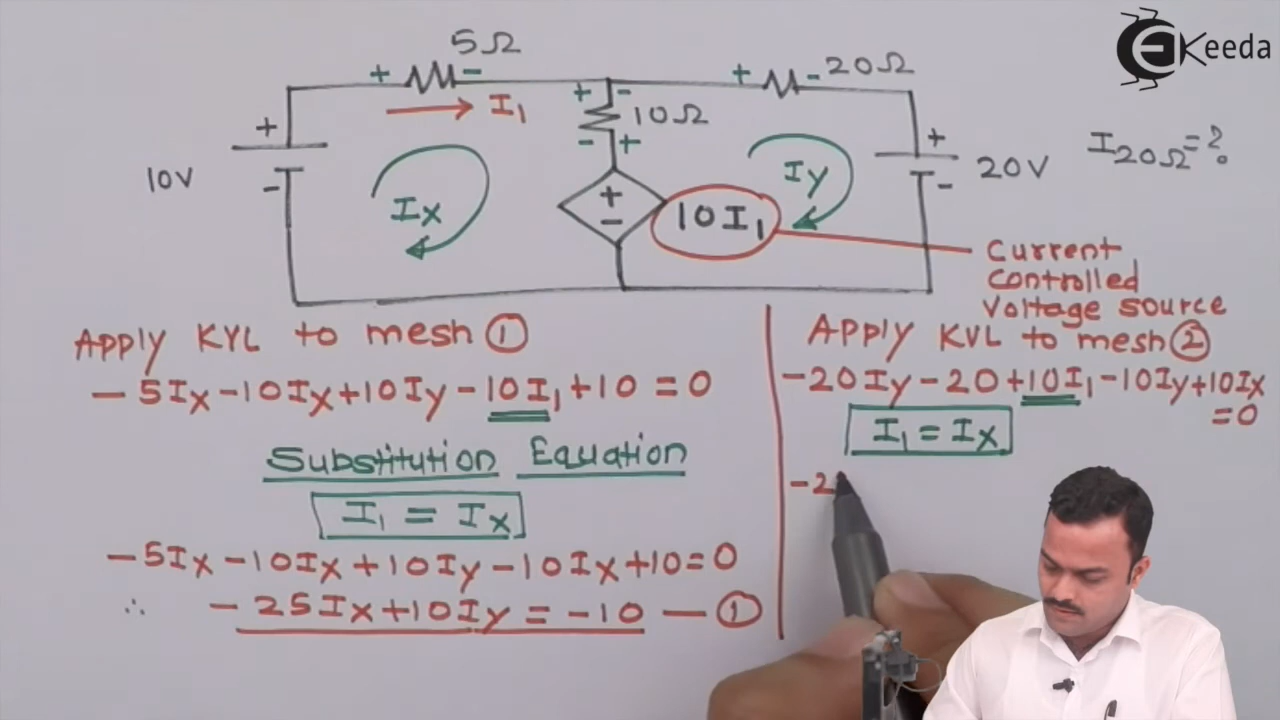 EKeeda
5Ω
+ -
I1
+ - 20Ω
+ -
10Ω
- +
+
10V
-
Ix
+
-
10I1
Iy
+
20V
-
I20Ω = ?
Current
Controlled
Voltage source
Apply KVL to mesh ①
-5Ix-10Ix+10Iy-10I1+10=0
Substitution Equation
I1 = Ix
-5Ix-10Ix+10Iy-10Ix+10=0
∴ -25Ix+10Iy=-10 — ①
Apply KVL to mesh ②
-20Iy-20+10I1-10Iy+10Ix
=0
I1 = Ix
-2